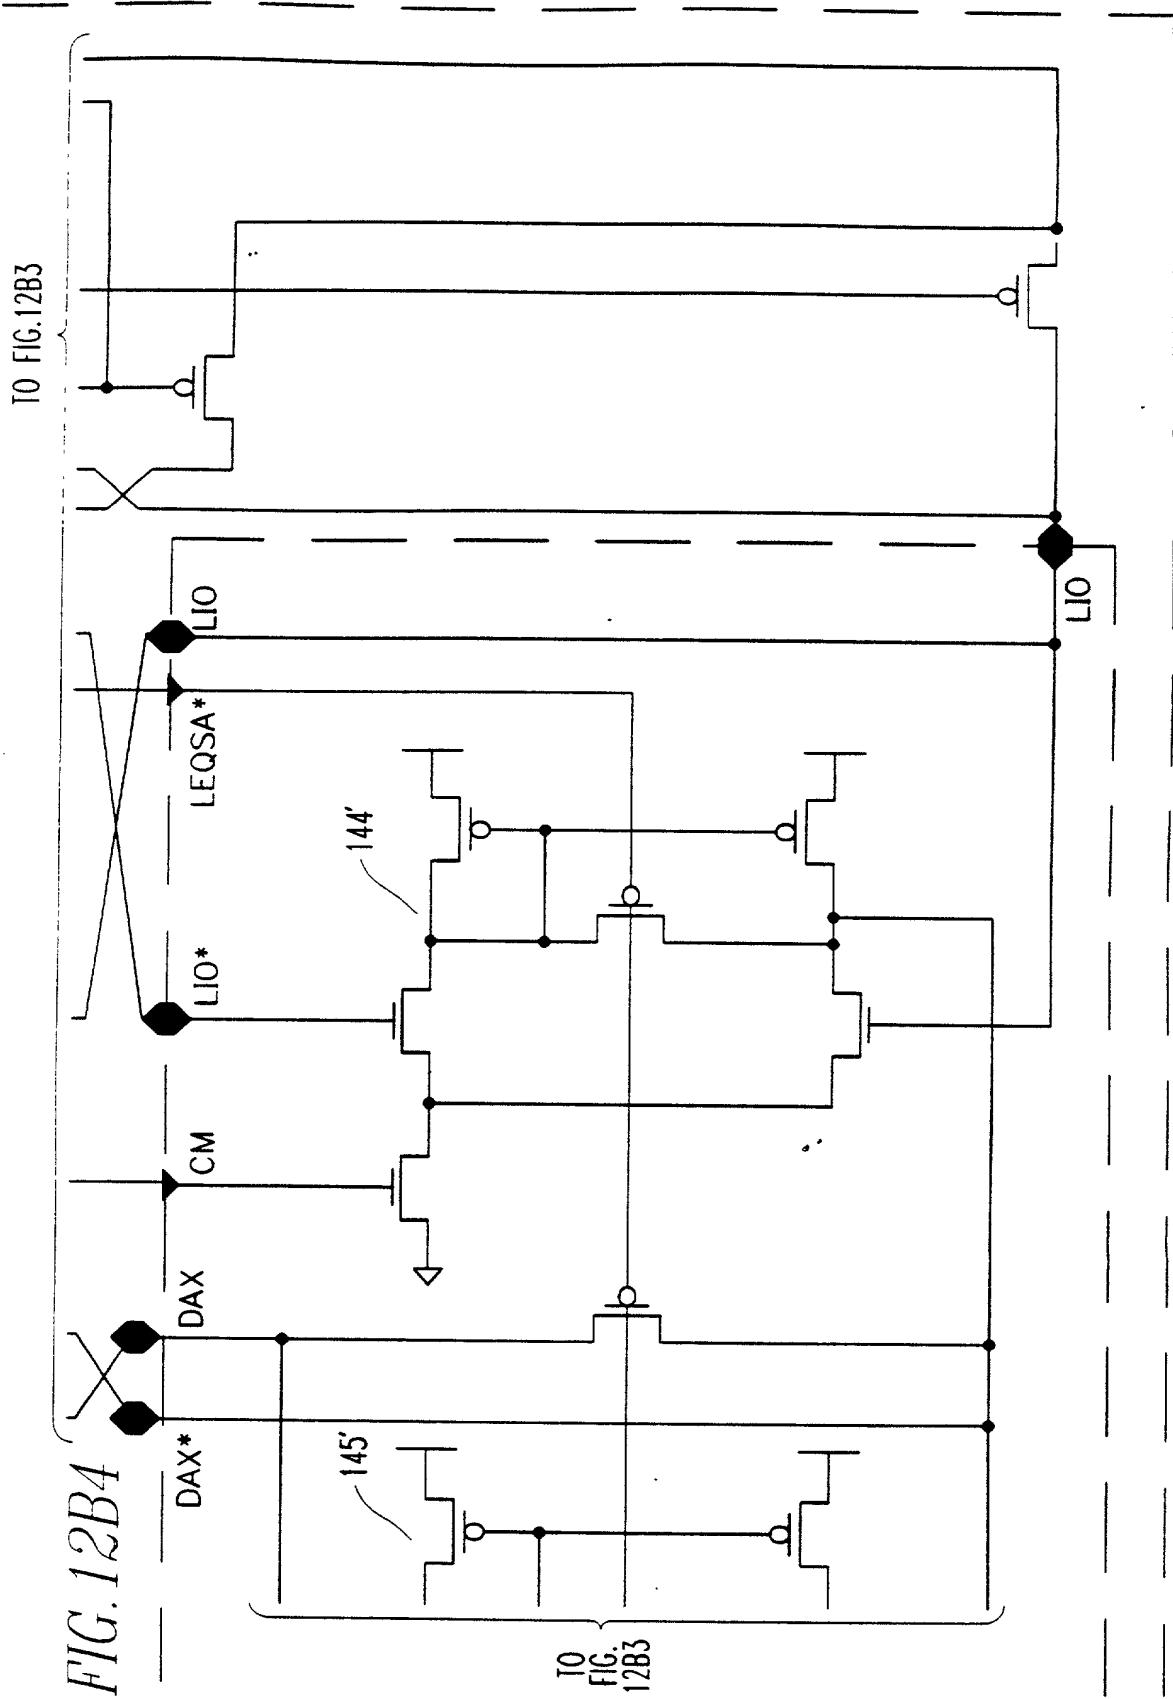 FIG. 12B4
TO FIG.12B3
DAX*
DAX
CM
LIO*
LEQSA*
LIO
145'
144'
LIO
TO
FIG.
12B3